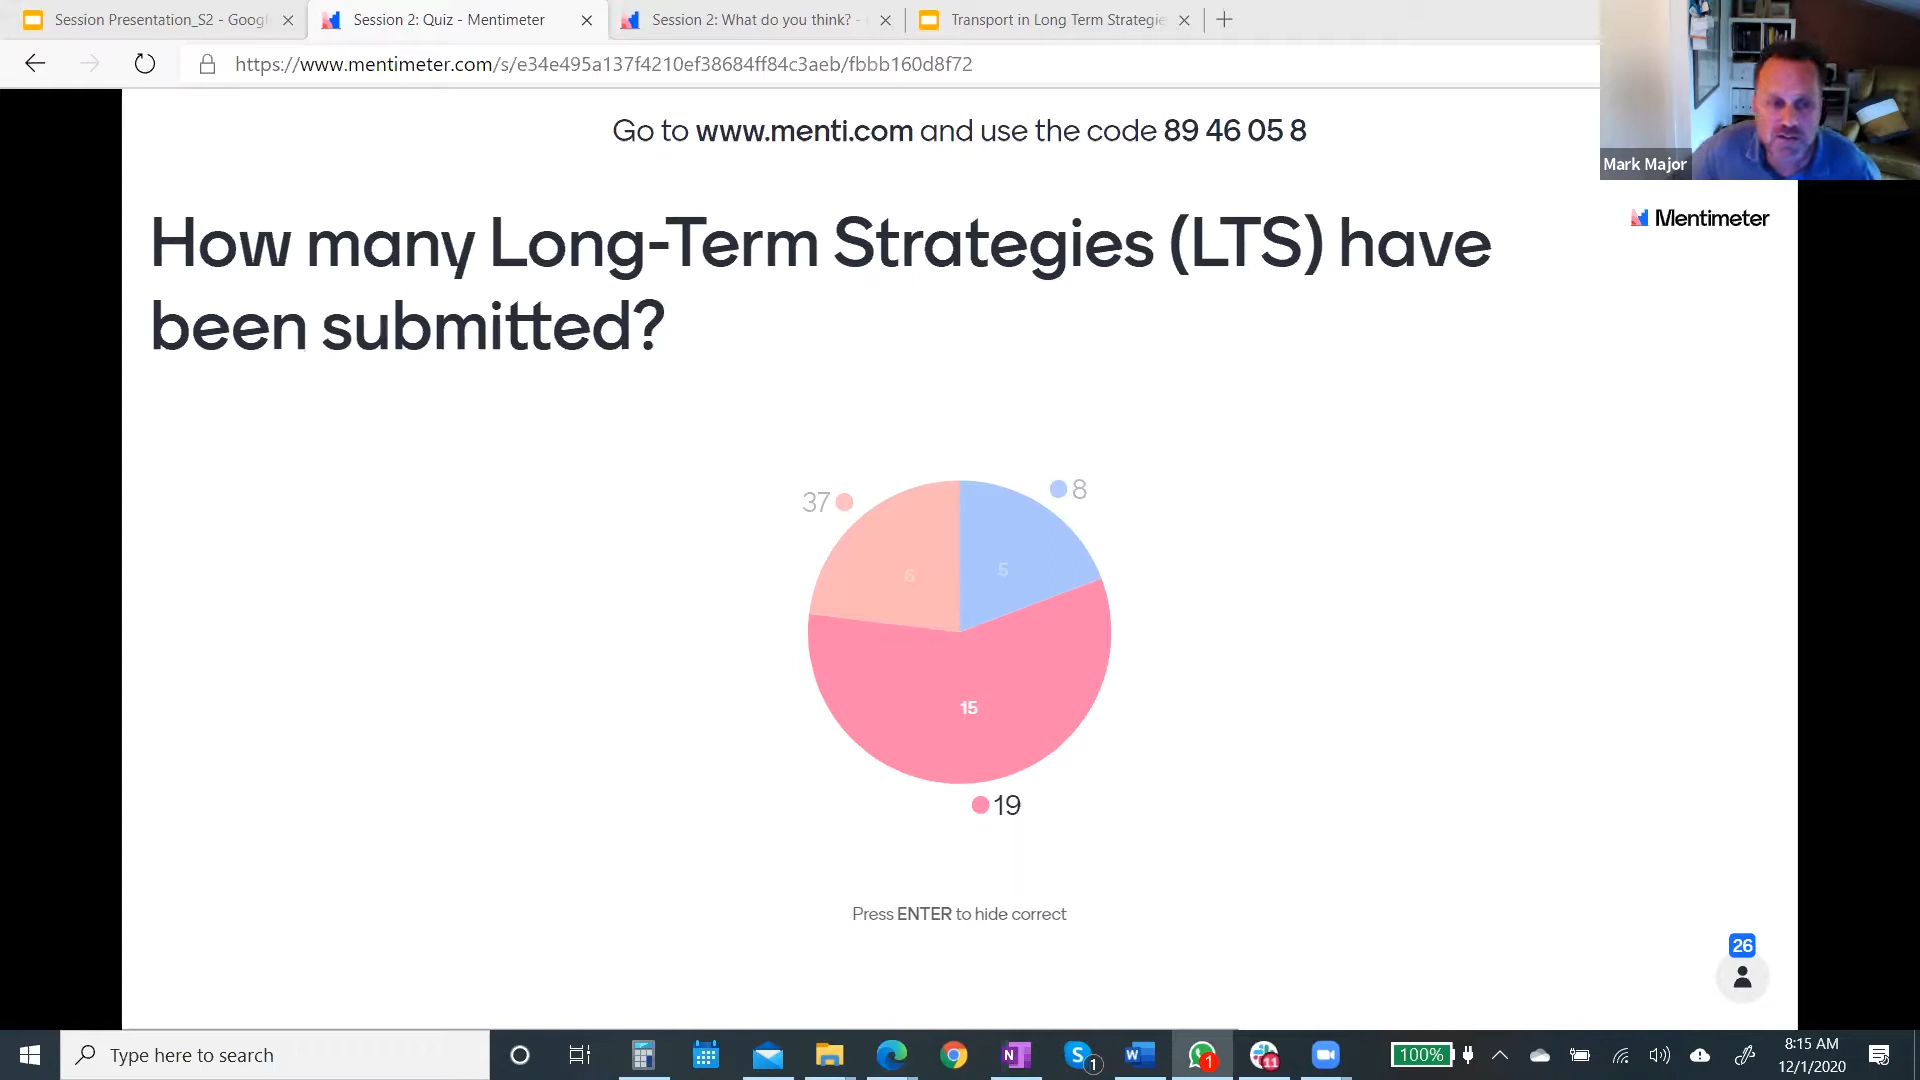 Session Presentation_S2 - Googl
Session 2: Quiz - Mentimeter
Session 2: What do you think? -
Transport in Long Term Strategie
https://www.mentimeter.com/s/e34e495a137f4210ef38684ff84c3aeb/fbbb160d8f72
Mark Major
Go to www.menti.com and use the code 89 46 05 8
Mentimeter
How many Long-Term Strategies (LTS) have
been submitted?
37
8
6
5
15
19
Press ENTER to hide correct
26
Type here to search
N
S
1
W
1
11
100%
8:15 AM
12/1/2020